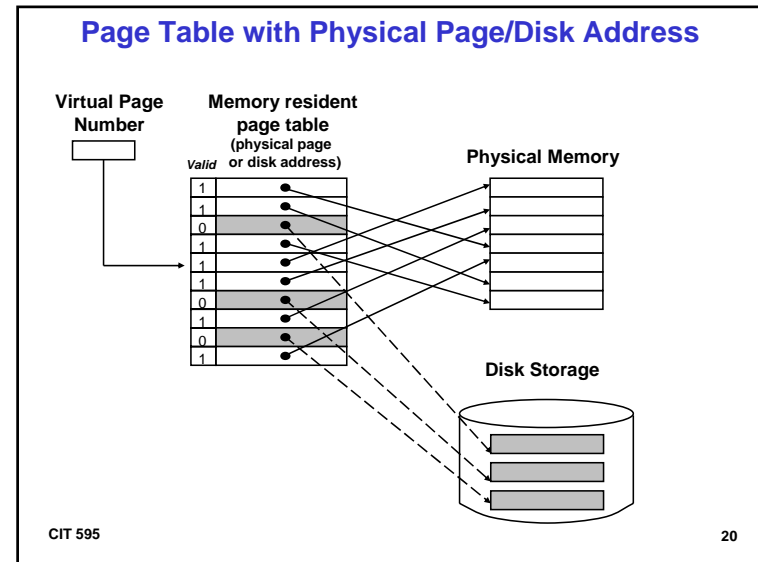 Page Table with Physical Page/Disk Address
Virtual Page
Number
Memory resident
page table
(physical page
or disk address)
Valid
Physical Memory
1
1
0
1
1
1
0
1
0
1
Disk Storage
CIT 595
20